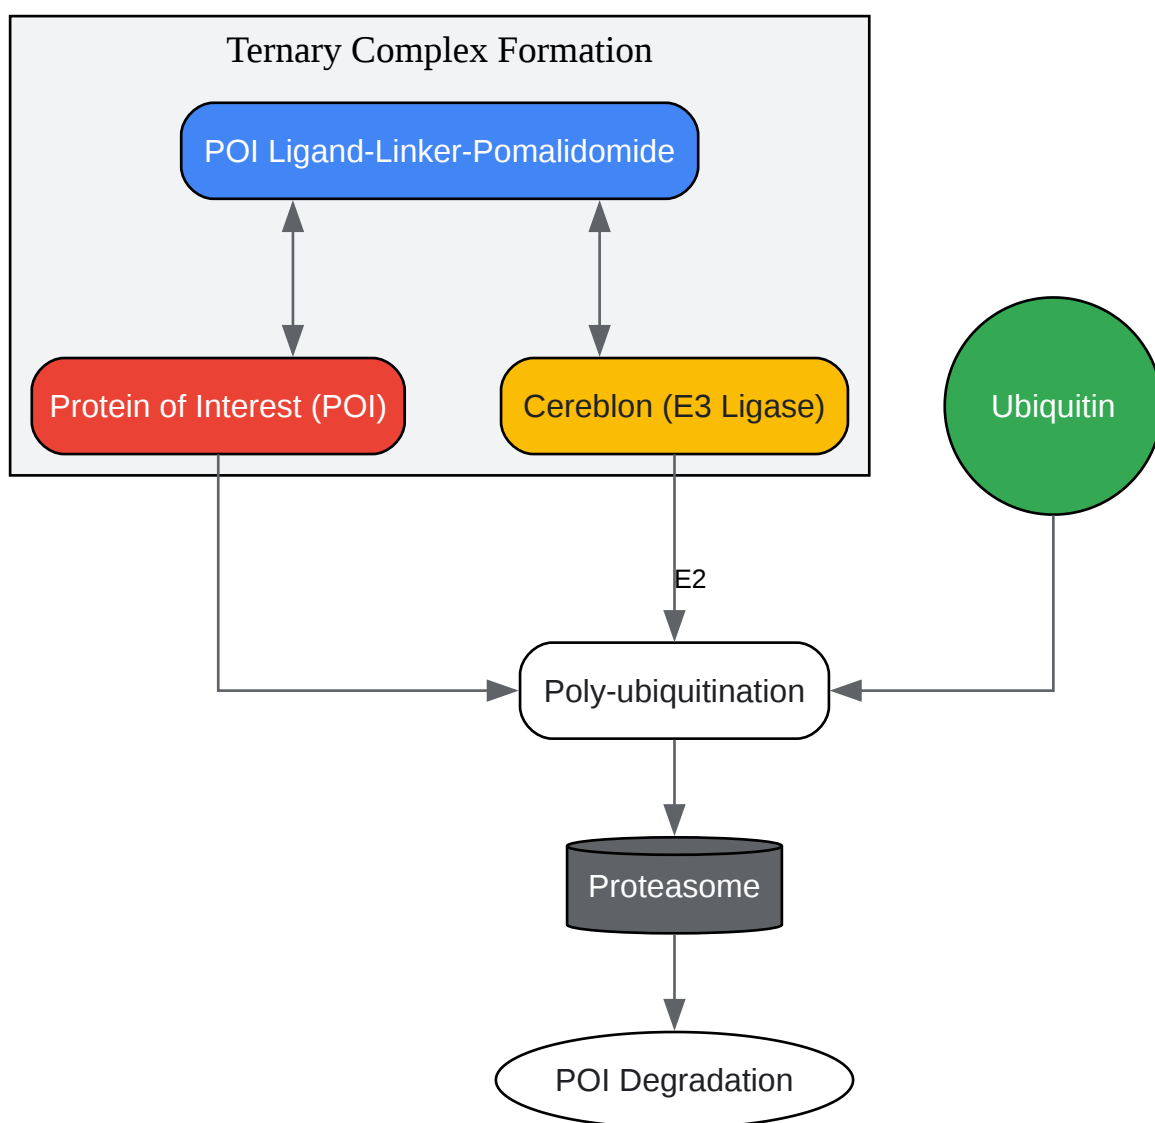 Ternary Complex Formation
POI Ligand-Linker-Pomalidomide
Protein of Interest (POI)
Cereblon (E3 Ligase)
Ubiquitin
E2
Poly-ubiquitination
Proteasome
POI Degradation